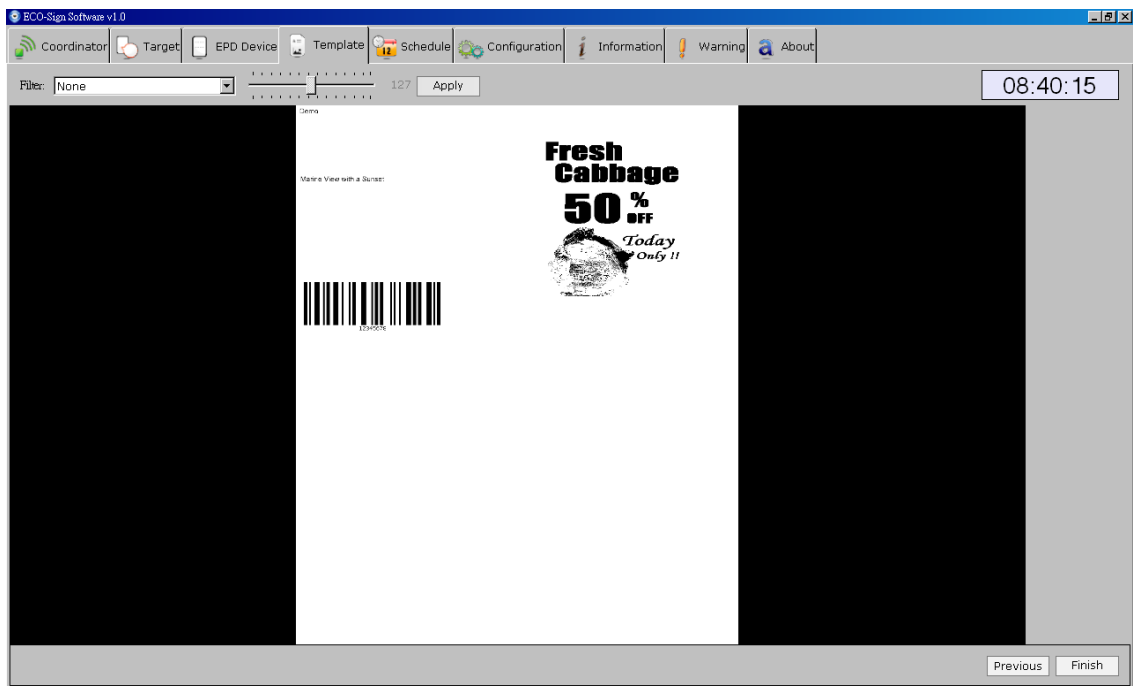 ECO-Sign Software v1.0
Coordinator Target EPD Device Template Schedule Configuration Information Warning About
Filter: None 127 Apply
08:40:15
Demo
Marine View with a Sunset
Fresh
Cabbage
50 % OFF
Today
Only !!
12345678
Previous Finish